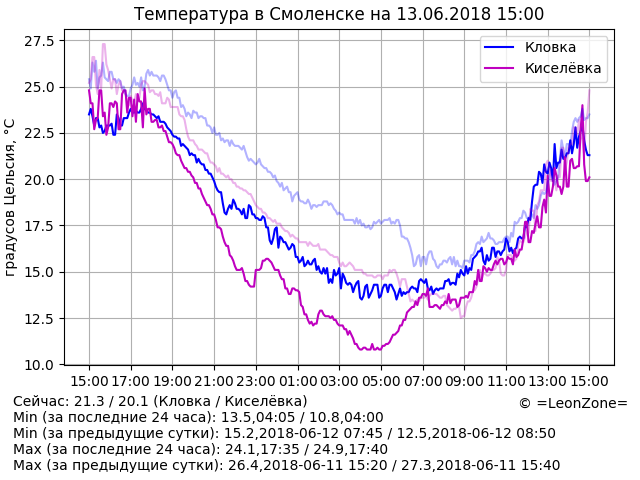 Температура в Смоленске на 13.06.2018 15:00
27.5
25.0
22.5
20.0
17.5
15.0
12.5
10.0
градусов Цельсия, °C
Кловка
Киселёвка
15:00 17:00 19:00 21:00 23:00 01:00 03:00 05:00 07:00 09:00 11:00 13:00 15:00
Сейчас: 21.3 / 20.1 (Кловка / Киселёвка)
© =LeonZone=
Min (за последние 24 часа): 13.5,04:05 / 10.8,04:00
Min (за предыдущие сутки): 15.2,2018-06-12 07:45 / 12.5,2018-06-12 08:50
Max (за последние 24 часа): 24.1,17:35 / 24.9,17:40
Max (за предыдущие сутки): 26.4,2018-06-11 15:20 / 27.3,2018-06-11 15:40